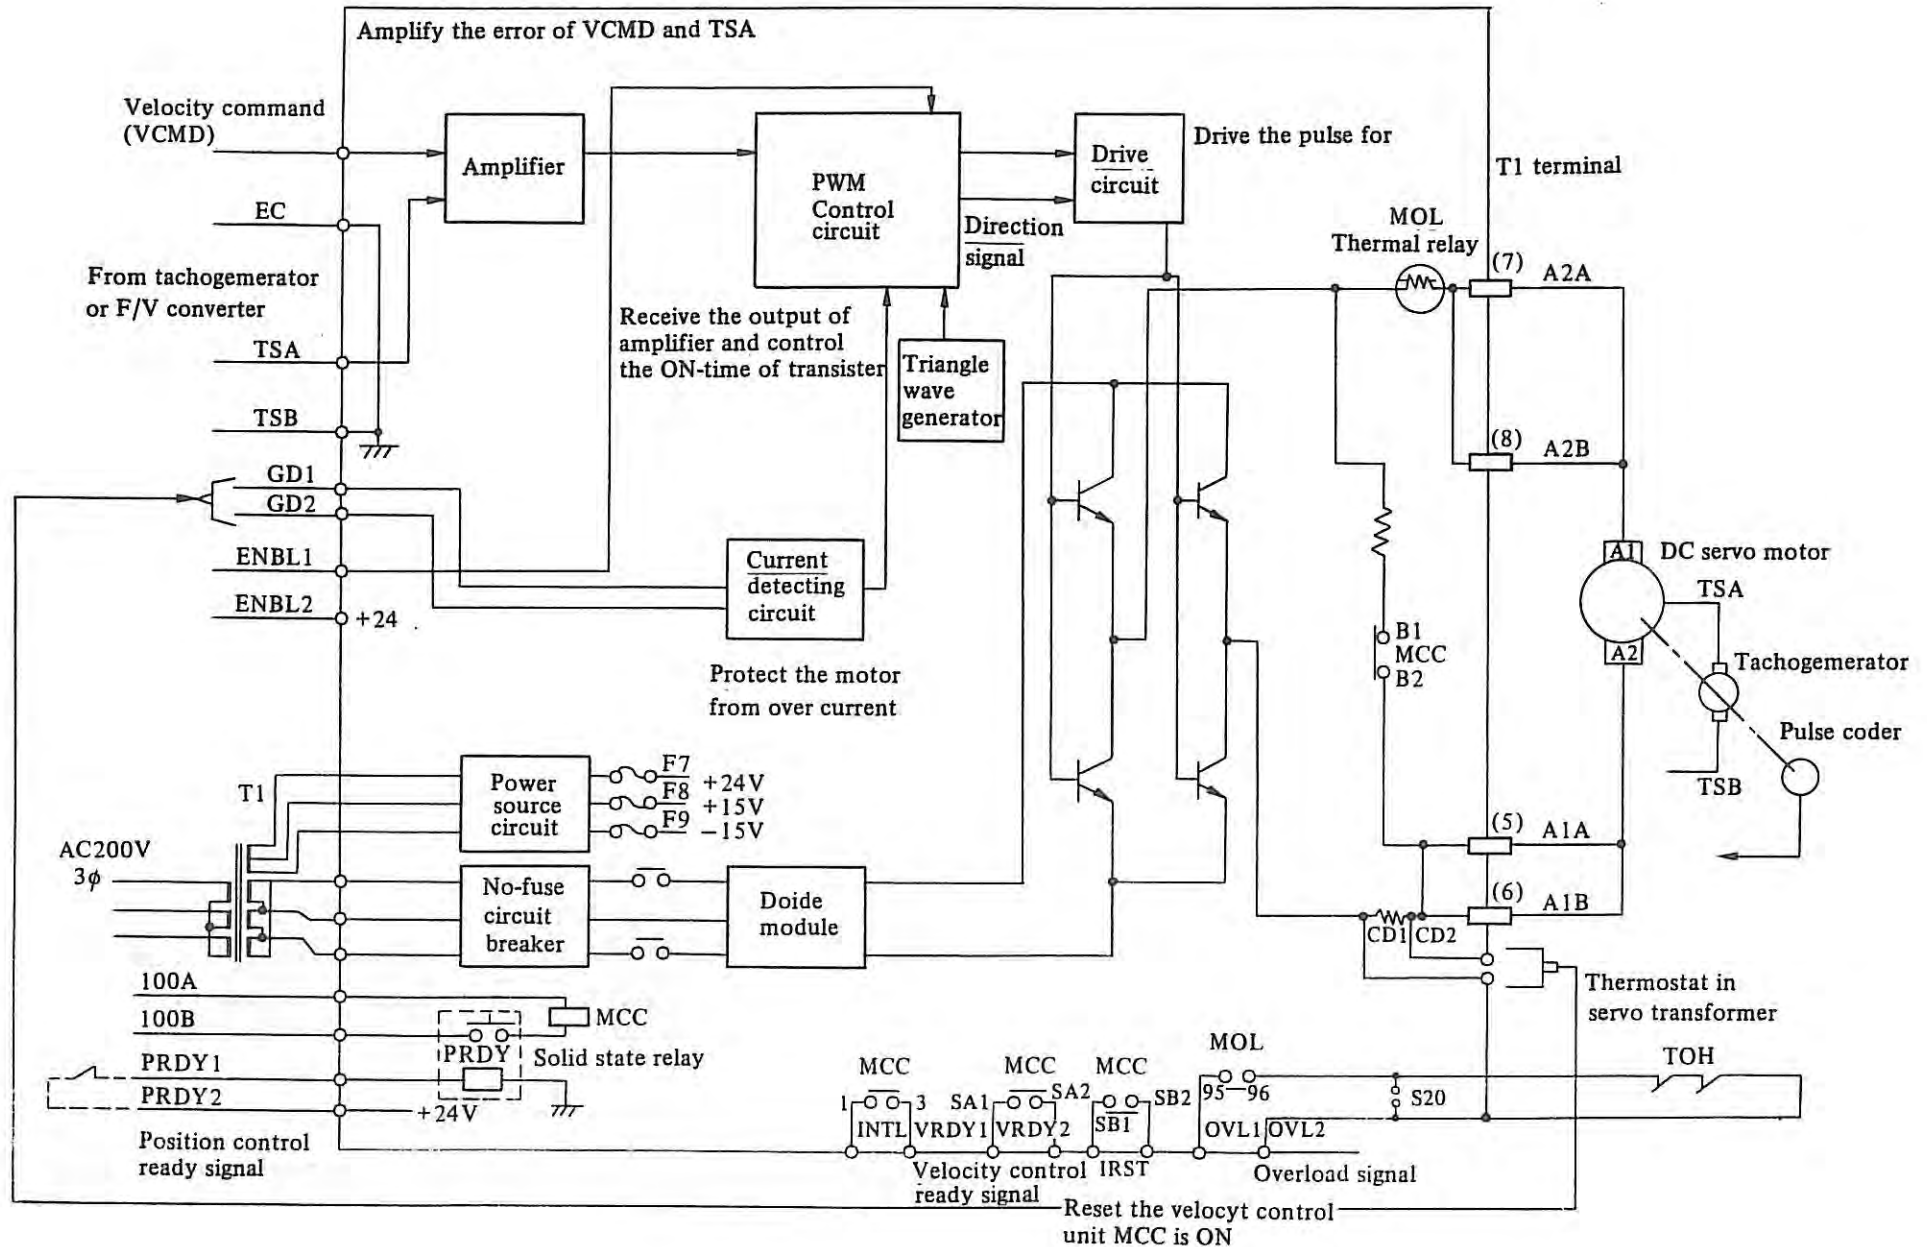 Amplify the error of VCMD and TSA
Velocity command
(VCMD)
EC
From tachogemerator
or F/V converter
TSA
TSB
GD1
GD2
ENBL1
ENBL2
+24
Amplifier
PWM
Control
circuit
Drive
circuit
Drive the pulse for
Direction
signal
Receive the output of
amplifier and control
the ON-time of transister
Triangle
wave
generator
Current
detecting
circuit
Protect the motor
from over current
T1 terminal
MOL
Thermal relay
(7)
A2A
(8)
A2B
B1
MCC
B2
A1
DC servo motor
TSA
A2
Tachogemerator
Pulse coder
TSB
(5)
A1A
(6)
A1B
CD1
CD2
Thermostat in
servo transformer
T1
AC200V
3φ
Power
source
circuit
F7
+24V
F8
+15V
F9
−15V
No-fuse
circuit
breaker
Doide
module
100A
100B
MCC
PRDY
Solid state relay
PRDY1
PRDY2
+24V
Position control
ready signal
MCC
1
3
INTL
MCC
SA1
SA2
VRDY1
VRDY2
Velocity control
ready signal
MCC
SB2
SB1
IRST
MOL
95
96
OVL1
OVL2
Overload signal
S20
TOH
Reset the velocyt control
unit MCC is ON